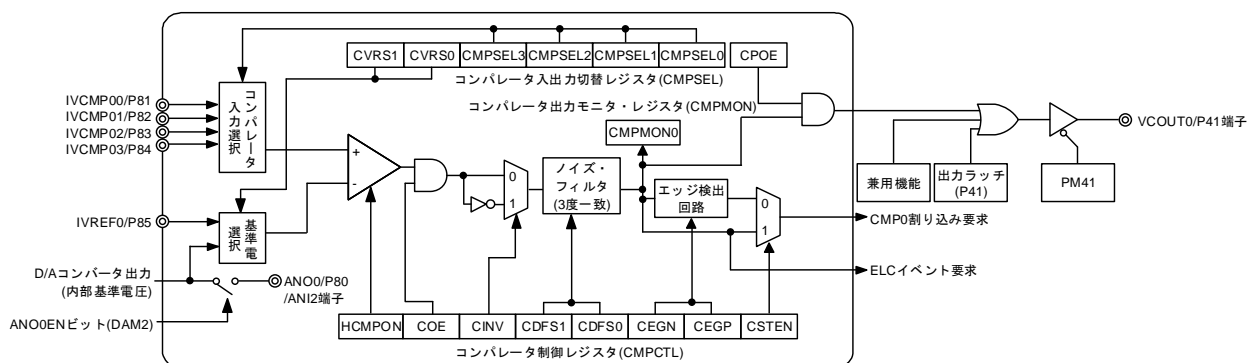 CVRS1 CVRS0 CMPSEL3 CMPSEL2 CMPSEL1 CMPSEL0
コンパレータ入出力切替レジスタ(CMPSEL)
CPOE
コンパレータ出力モニタ・レジスタ(CMPMON)
CMPMON0
IVCMP00/P81
IVCMP01/P82
IVCMP02/P83
IVCMP03/P84
コンパレータ
入力選択
+
-
0
1
ノイズ・
フィルタ
(3度一致)
エッジ検出
回路
0
1
兼用機能
出力ラッチ
(P41)
PM41
VCOUT0/P41端子
IVREF0/P85
基準電
選択
CMP0割り込み要求
ELCイベント要求
D/Aコンバータ出力
(内部基準電圧)
ANO0/P80
/ANI2端子
ANO0ENビット(DAM2)
HCMPON COE CINV CDFS1 CDFS0 CEGN CEGP CSTEN
コンパレータ制御レジスタ(CMPCTL)